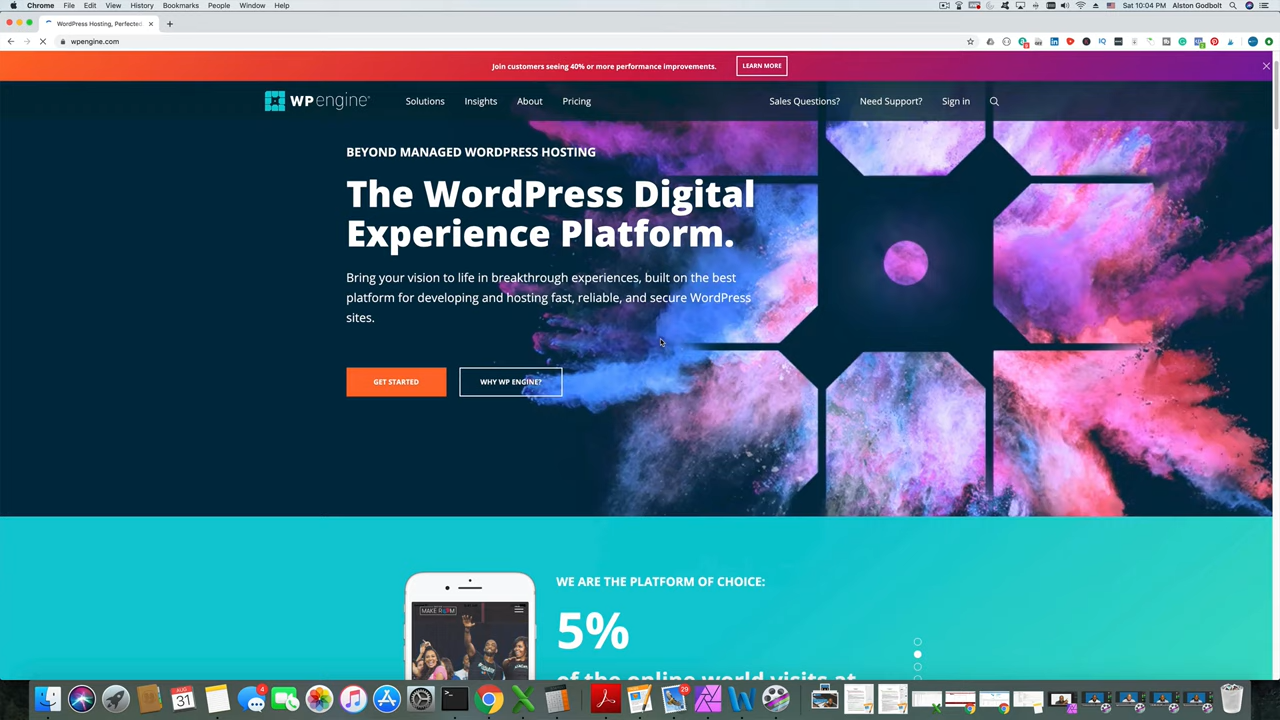 Chrome File Edit View History Bookmarks People Window Help
Sat 10:04 PM Alston Godbolt
WordPress Hosting, Perfected
wpengine.com
Join customers seeing 40% or more performance improvements.
LEARN MORE
WP engine
Solutions Insights About Pricing
Sales Questions? Need Support? Sign in
BEYOND MANAGED WORDPRESS HOSTING
The WordPress Digital
Experience Platform.
Bring your vision to life in breakthrough experiences, built on the best
platform for developing and hosting fast, reliable, and secure WordPress
sites.
GET STARTED
WHY WP ENGINE?
WE ARE THE PLATFORM OF CHOICE:
MAKE ROOM
5%
of the online world visits at
AUG
31
4
29